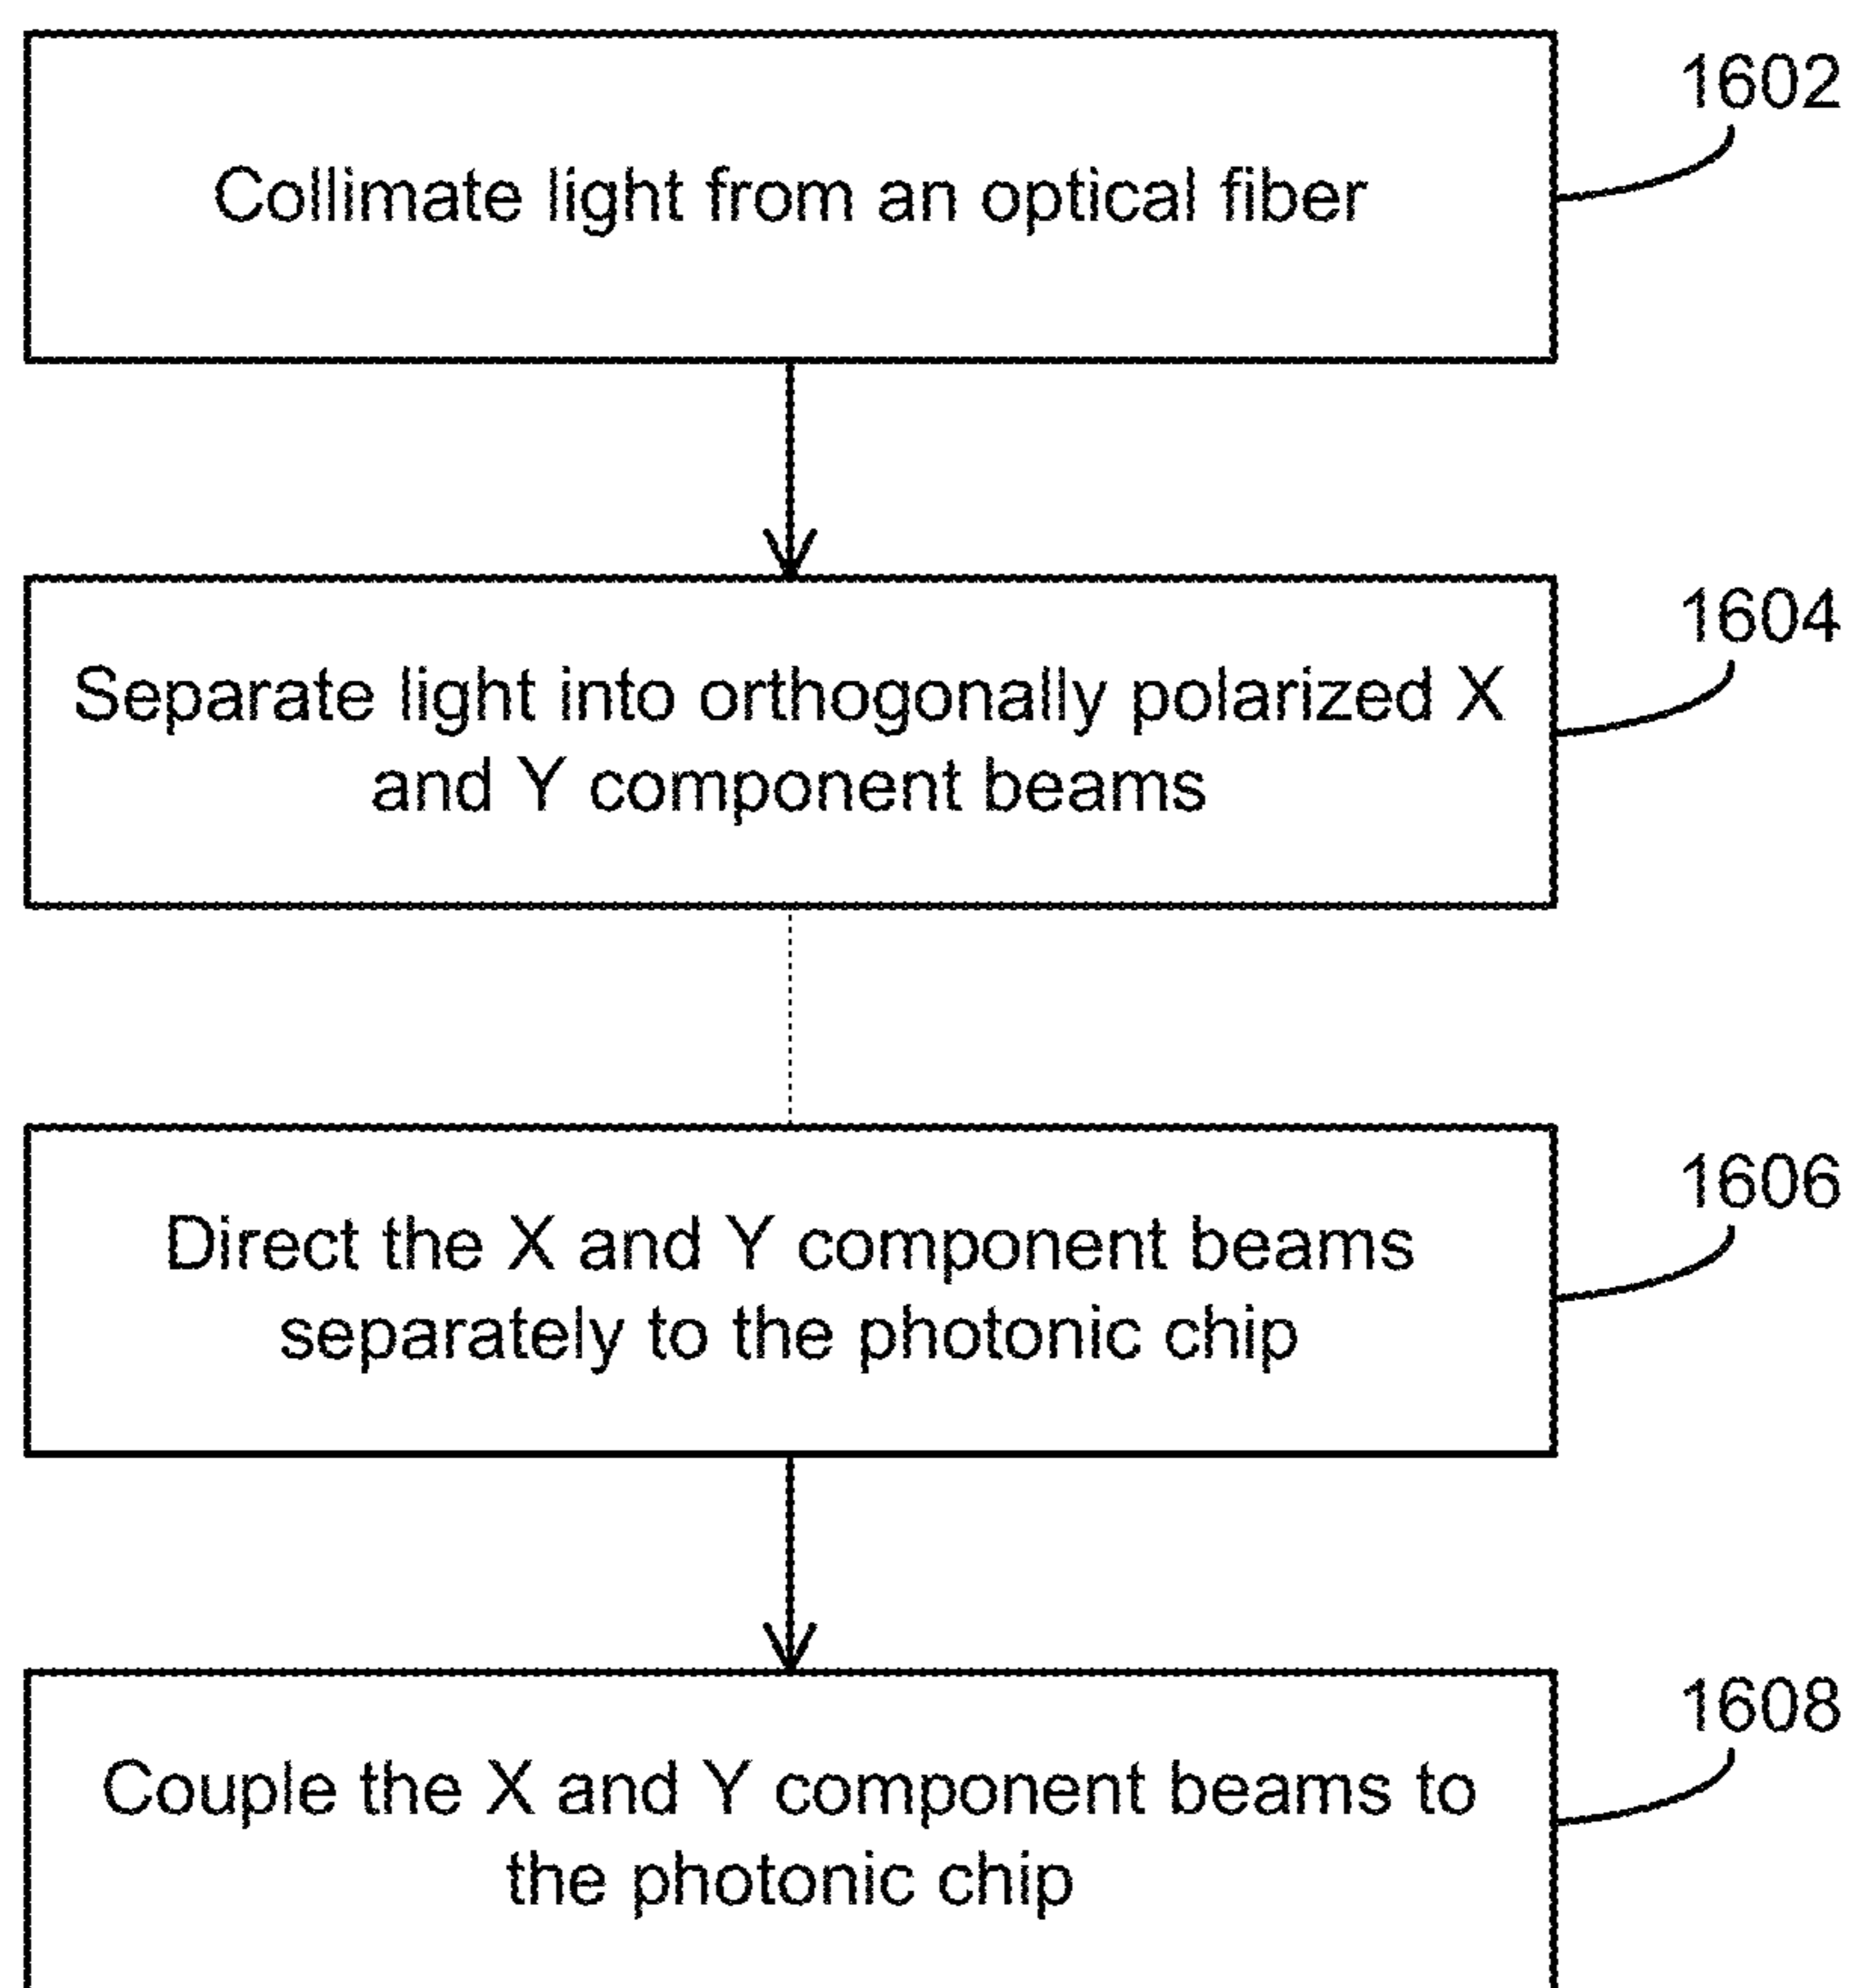 1602
Collimate light from an optical fiber
1604
Separate light into orthogonally polarized X
and Y component beams
1606
Direct the X and Y component beams
separately to the photonic chip
1608
Couple the X and Y component beams to
the photonic chip